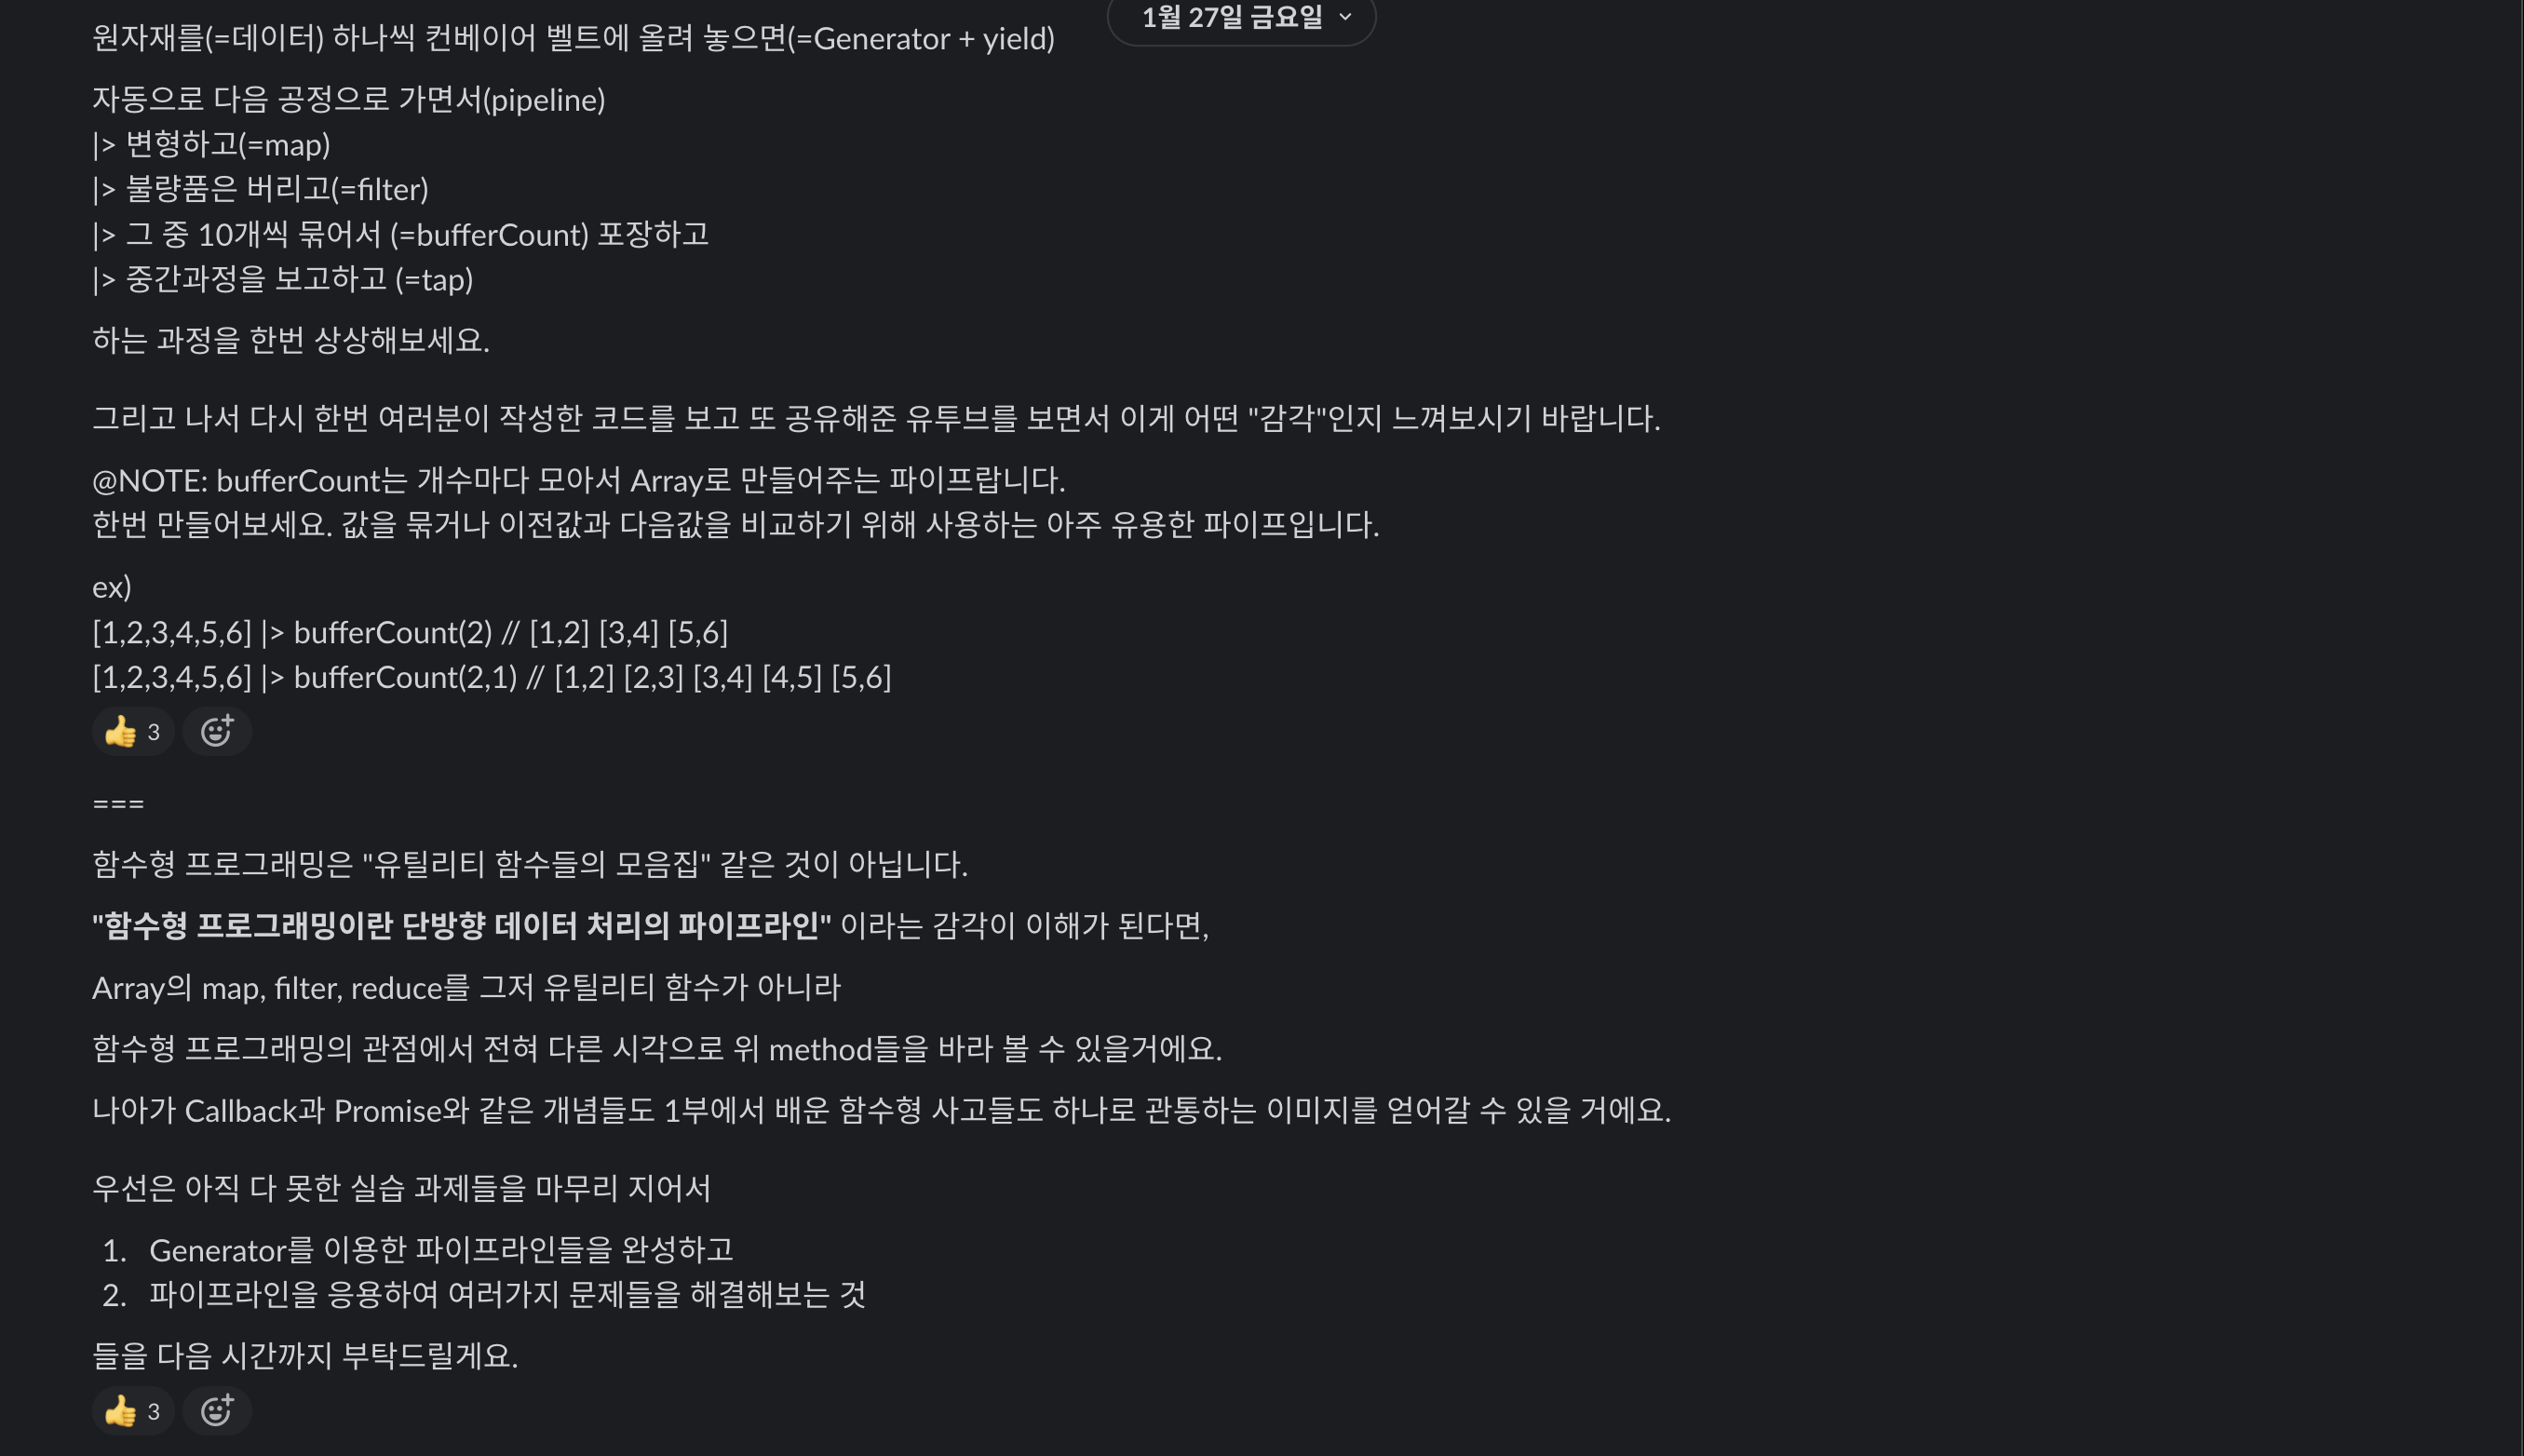 1월 27일 금요일
원자재를(=데이터) 하나씩 컨베이어 벨트에 올려 놓으면(=Generator + yield)
자동으로 다음 공정으로 가면서(pipeline)
|> 변형하고(=map)
|> 불량품은 버리고(=filter)
|> 그 중 10개씩 묶어서 (=bufferCount) 포장하고
|> 중간과정을 보고하고 (=tap)
하는 과정을 한번 상상해보세요.
그리고 나서 다시 한번 여러분이 작성한 코드를 보고 또 공유해준 유투브를 보면서 이게 어떤 "감각"인지 느껴보시기 바랍니다.
@NOTE: bufferCount는 개수마다 모아서 Array로 만들어주는 파이프랍니다.
한번 만들어보세요. 값을 묶거나 이전값과 다음값을 비교하기 위해 사용하는 아주 유용한 파이프입니다.
ex)
[1,2,3,4,5,6] |> bufferCount(2) // [1,2] [3,4] [5,6]
[1,2,3,4,5,6] |> bufferCount(2,1) // [1,2] [2,3] [3,4] [4,5] [5,6]
3
===
함수형 프로그래밍은 "유틸리티 함수들의 모음집" 같은 것이 아닙니다.
"함수형 프로그래밍이란 단방향 데이터 처리의 파이프라인" 이라는 감각이 이해가 된다면,
Array의 map, filter, reduce를 그저 유틸리티 함수가 아니라
함수형 프로그래밍의 관점에서 전혀 다른 시각으로 위 method들을 바라 볼 수 있을거에요.
나아가 Callback과 Promise와 같은 개념들도 1부에서 배운 함수형 사고들도 하나로 관통하는 이미지를 얻어갈 수 있을 거에요.
우선은 아직 다 못한 실습 과제들을 마무리 지어서
1. Generator를 이용한 파이프라인들을 완성하고
2. 파이프라인을 응용하여 여러가지 문제들을 해결해보는 것
들을 다음 시간까지 부탁드릴게요.
3